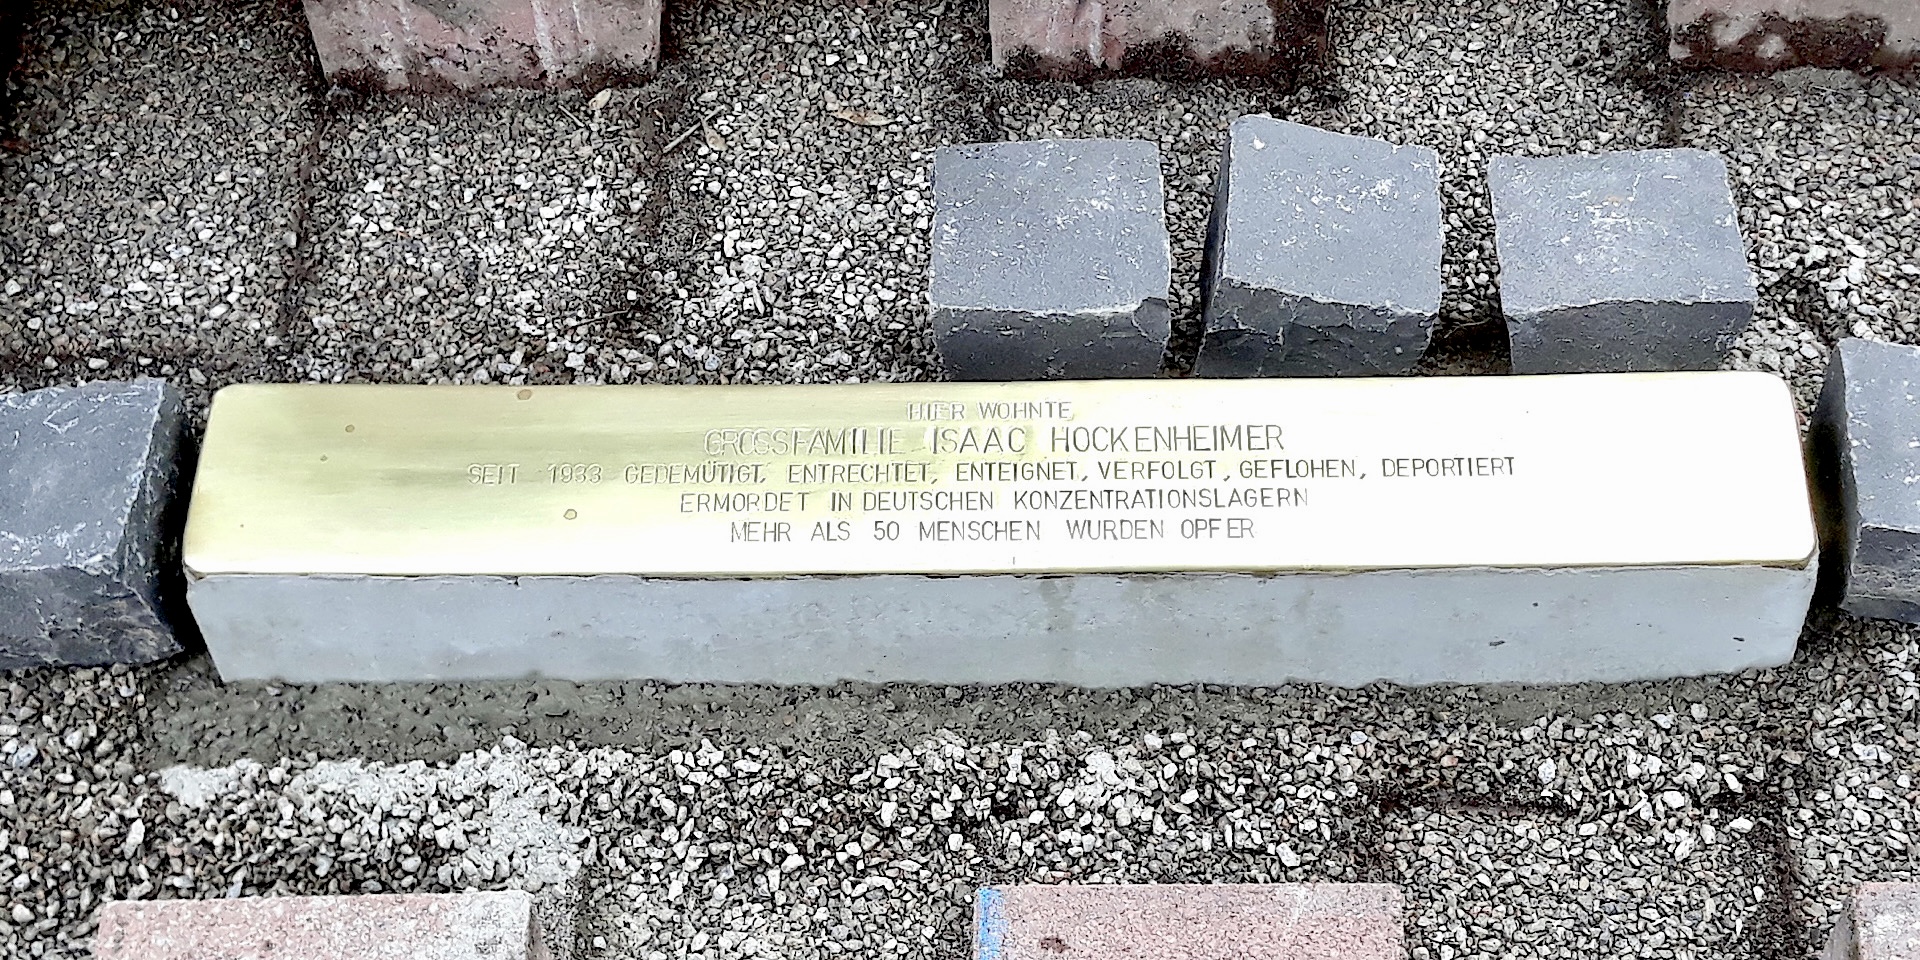 HIER WOHNTE
GROSSFAMILIE ISAAC HOCKENHEIMER
SEIT 1933 GEDEMÜTIGT, ENTRECHTET, ENTEIGNET, VERFOLGT, GEFLOHEN, DEPORTIERT
ERMORDET IN DEUTSCHEN KONZENTRATIONSLAGERN
MEHR ALS 50 MENSCHEN WURDEN OPFER